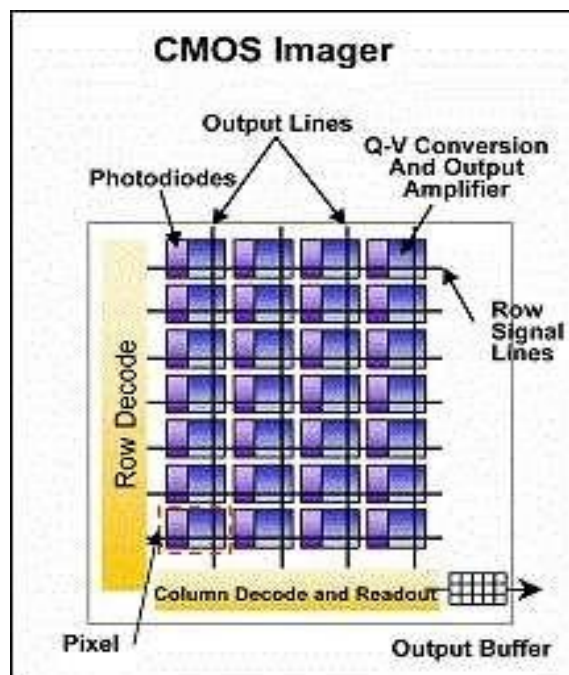 CMOS Imager
Output Lines
Q-V Conversion
And Output
Amplifier
Photodiodes
Row
Signal
Lines
Row Decode
Column Decode and Readout
Pixel
Output Buffer